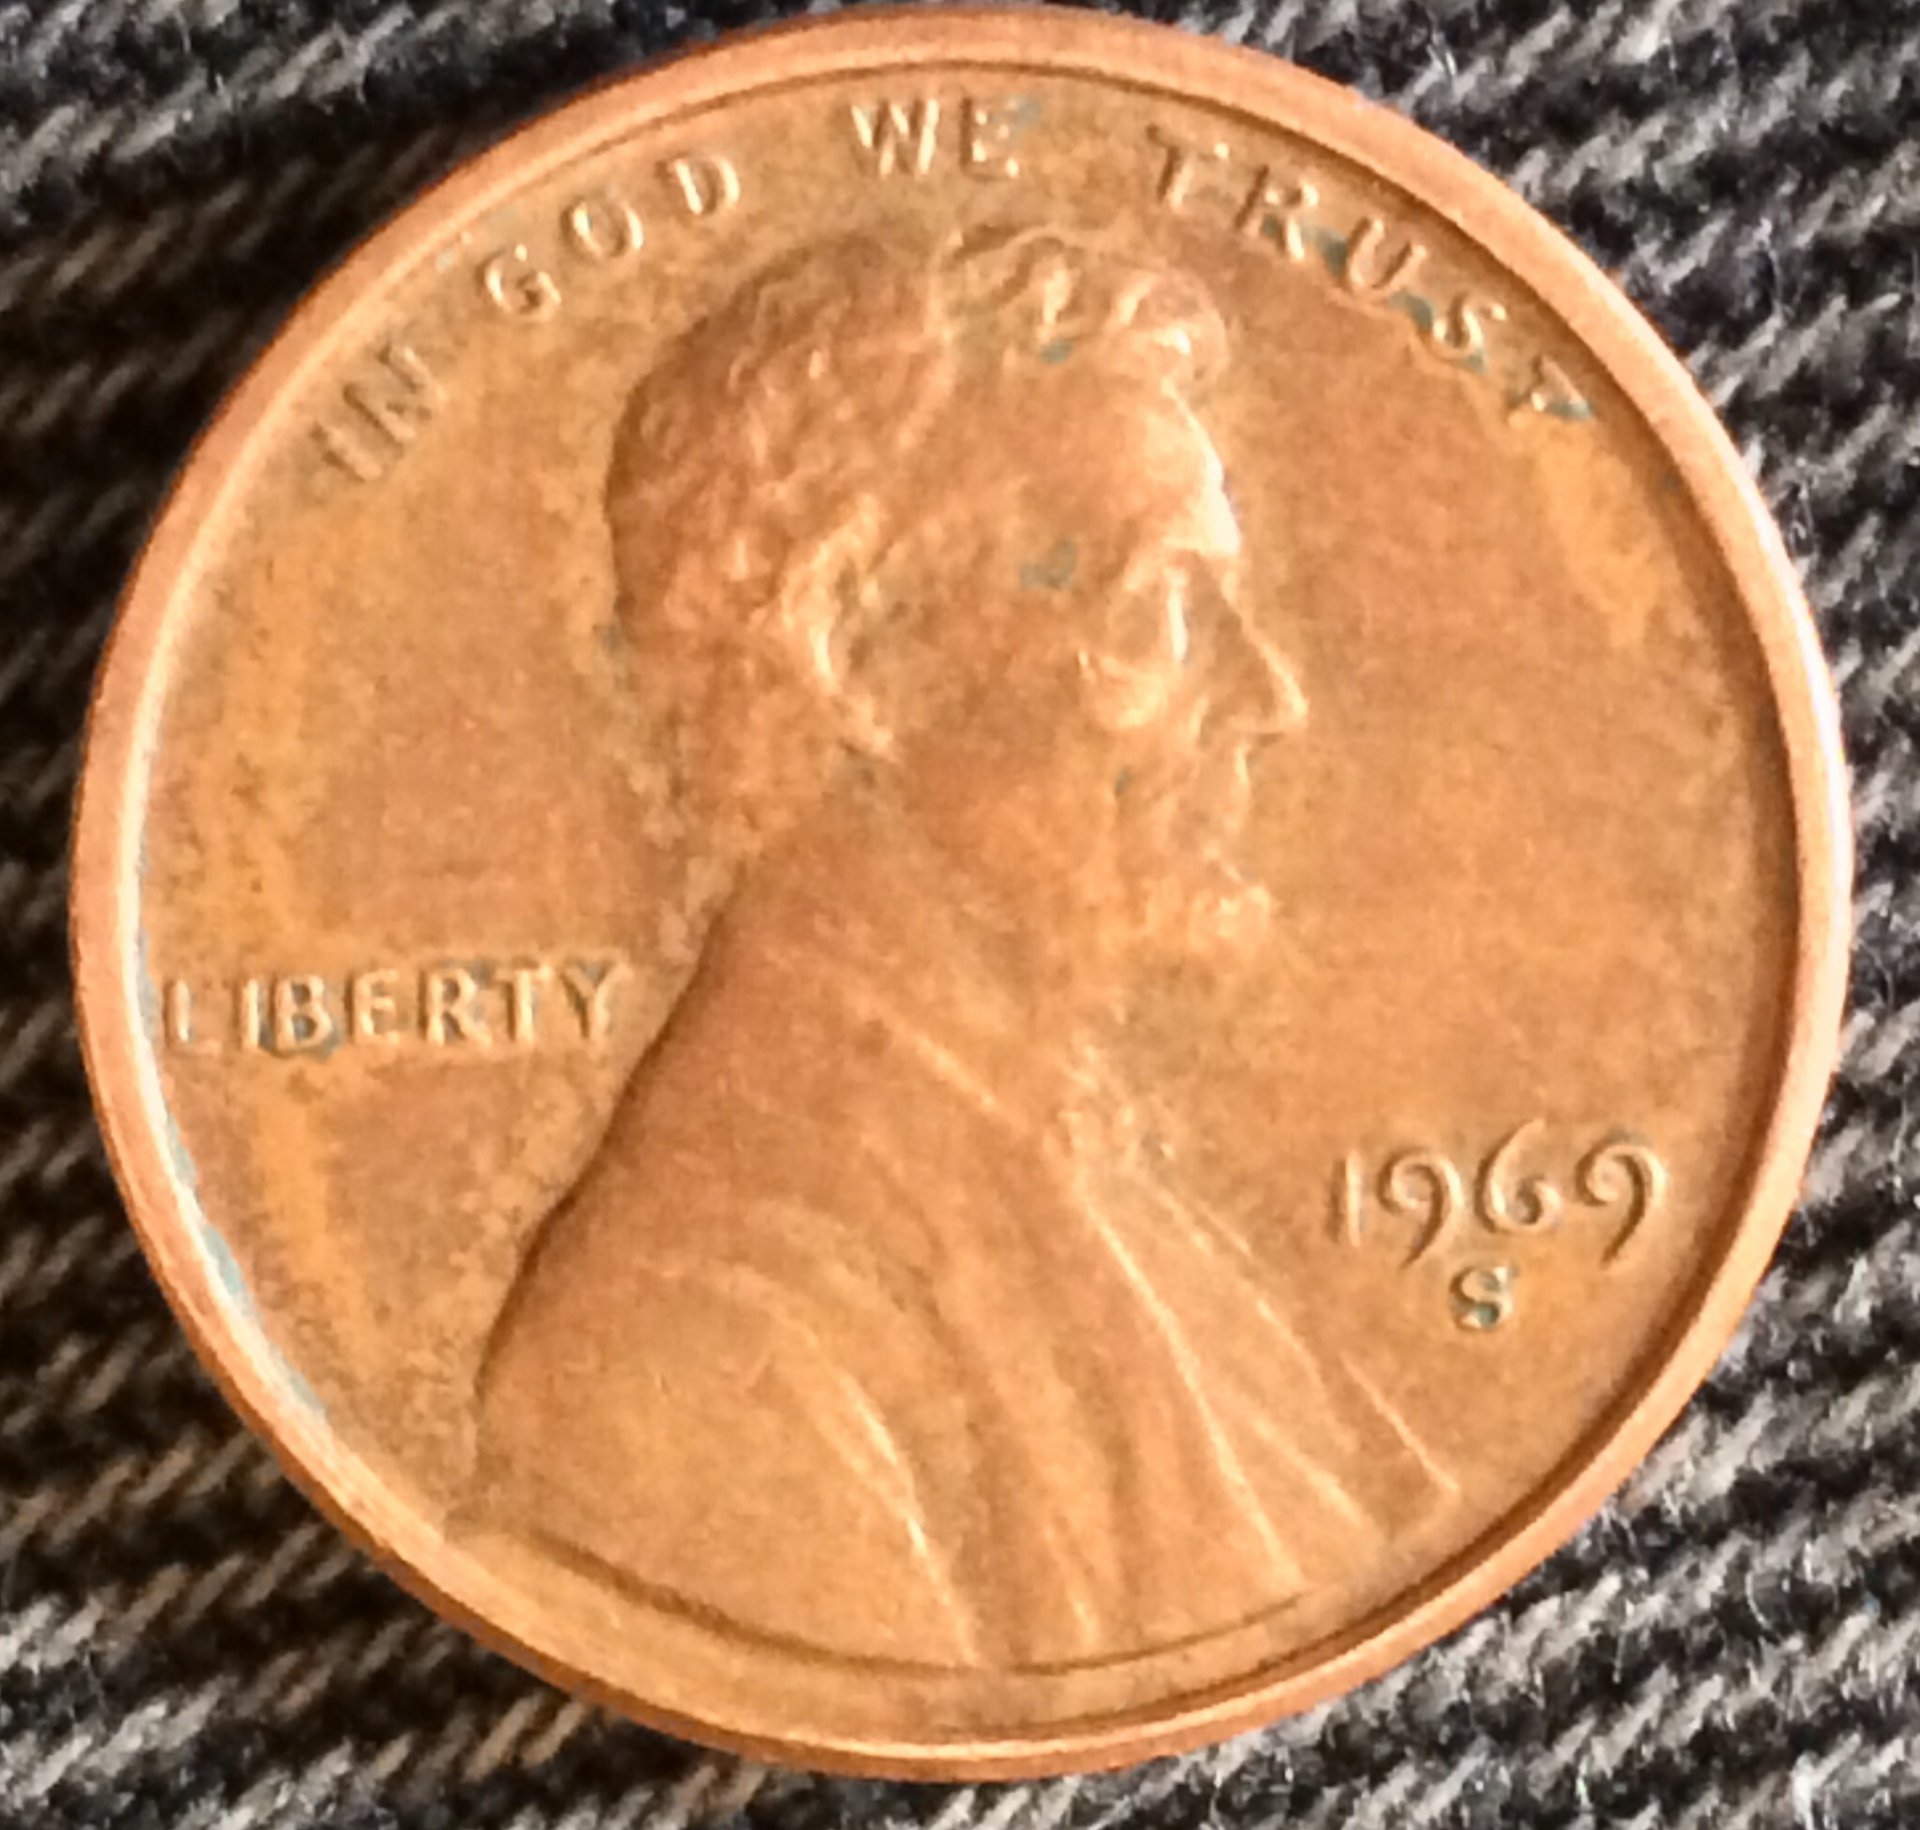 IN GOD WE TRUST
LIBERTY
1969
S